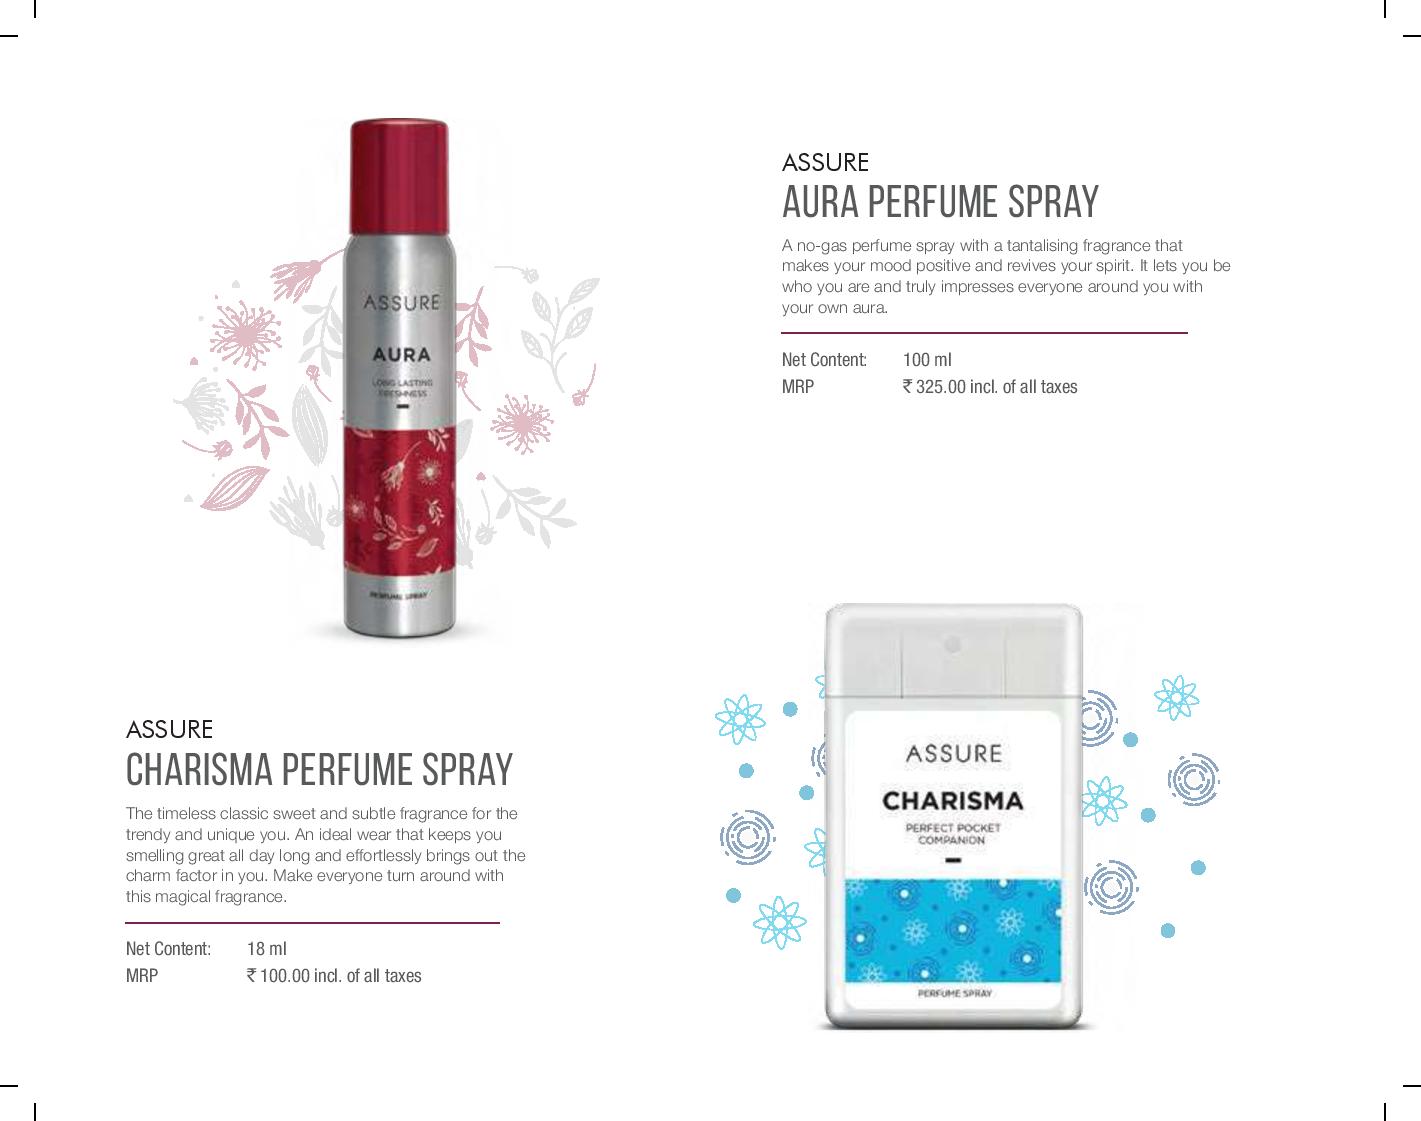 ASSURE
AURA
LONG LASTING
FRESHNESS
PERFUME SPRAY
ASSURE
AURA PERFUME SPRAY
A no-gas perfume spray with a tantalising fragrance that
makes your mood positive and revives your spirit. It lets you be
who you are and truly impresses everyone around you with
your own aura.
Net Content: 100 ml
MRP ₹ 325.00 incl. of all taxes
ASSURE
CHARISMA PERFUME SPRAY
The timeless classic sweet and subtle fragrance for the
trendy and unique you. An ideal wear that keeps you
smelling great all day long and effortlessly brings out the
charm factor in you. Make everyone turn around with
this magical fragrance.
Net Content: 18 ml
MRP ₹ 100.00 incl. of all taxes
ASSURE
CHARISMA
PERFECT POCKET
COMPANION
PERFUME SPRAY